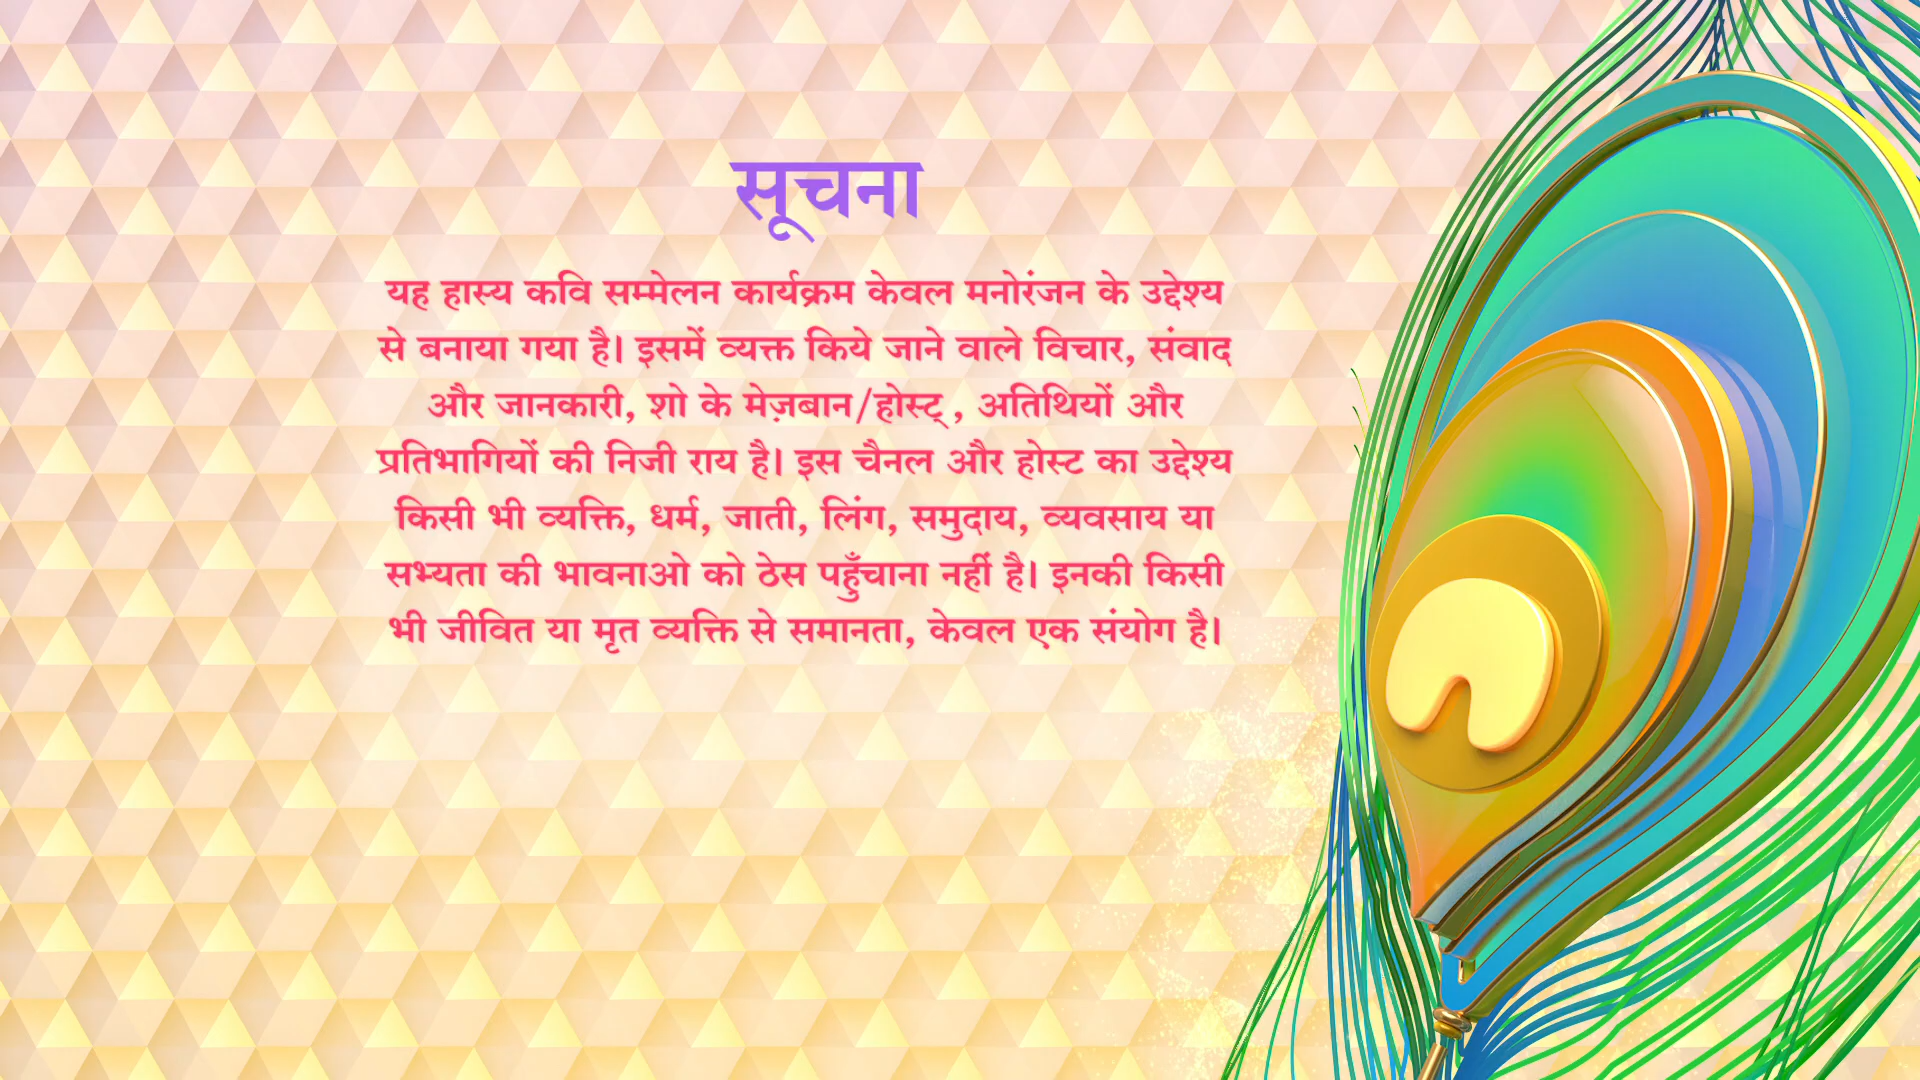 सूचना
यह हास्य कवि सम्मेलन कार्यक्रम केवल मनोरंजन के उद्देश्य
से बनाया गया है। इसमें व्यक्त किये जाने वाले विचार, संवाद
और जानकारी, शो के मेज़बान/होस्ट् , अतिथियों और
प्रतिभागियों की निजी राय है। इस चैनल और होस्ट का उद्देश्य
किसी भी व्यक्ति, धर्म, जाती, लिंग, समुदाय, व्यवसाय या
सभ्यता की भावनाओ को ठेस पहुँचाना नहीं है। इनकी किसी
भी जीवित या मृत व्यक्ति से समानता, केवल एक संयोग है।